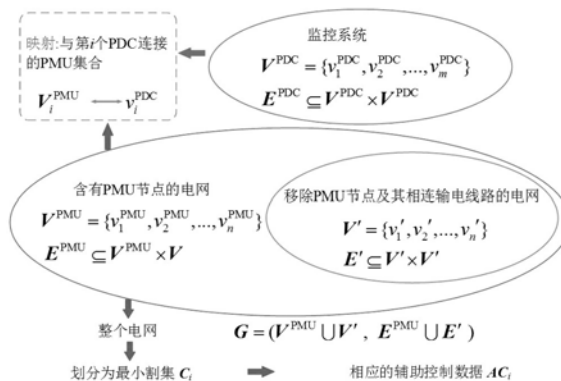 映射:与第i个PDC连接
的PMU集合
V_i^PMU ⟷ v_i^PDC
监控系统
V^PDC = {v_1^PDC, v_2^PDC, ..., v_m^PDC}
E^PDC ⊆ V^PDC × V^PDC
含有PMU节点的电网
V^PMU = {v_1^PMU, v_2^PMU, ..., v_n^PMU}
E^PMU ⊆ V^PMU × V
移除PMU节点及其相连输电线路的电网
V′ = {v_1′, v_2′, ..., v_n′}
E′ ⊆ V′ × V′
整个电网
G = (V^PMU ⋃ V′ , E^PMU ⋃ E′ )
划分为最小割集 C_i
相应的辅助控制数据 AC_i